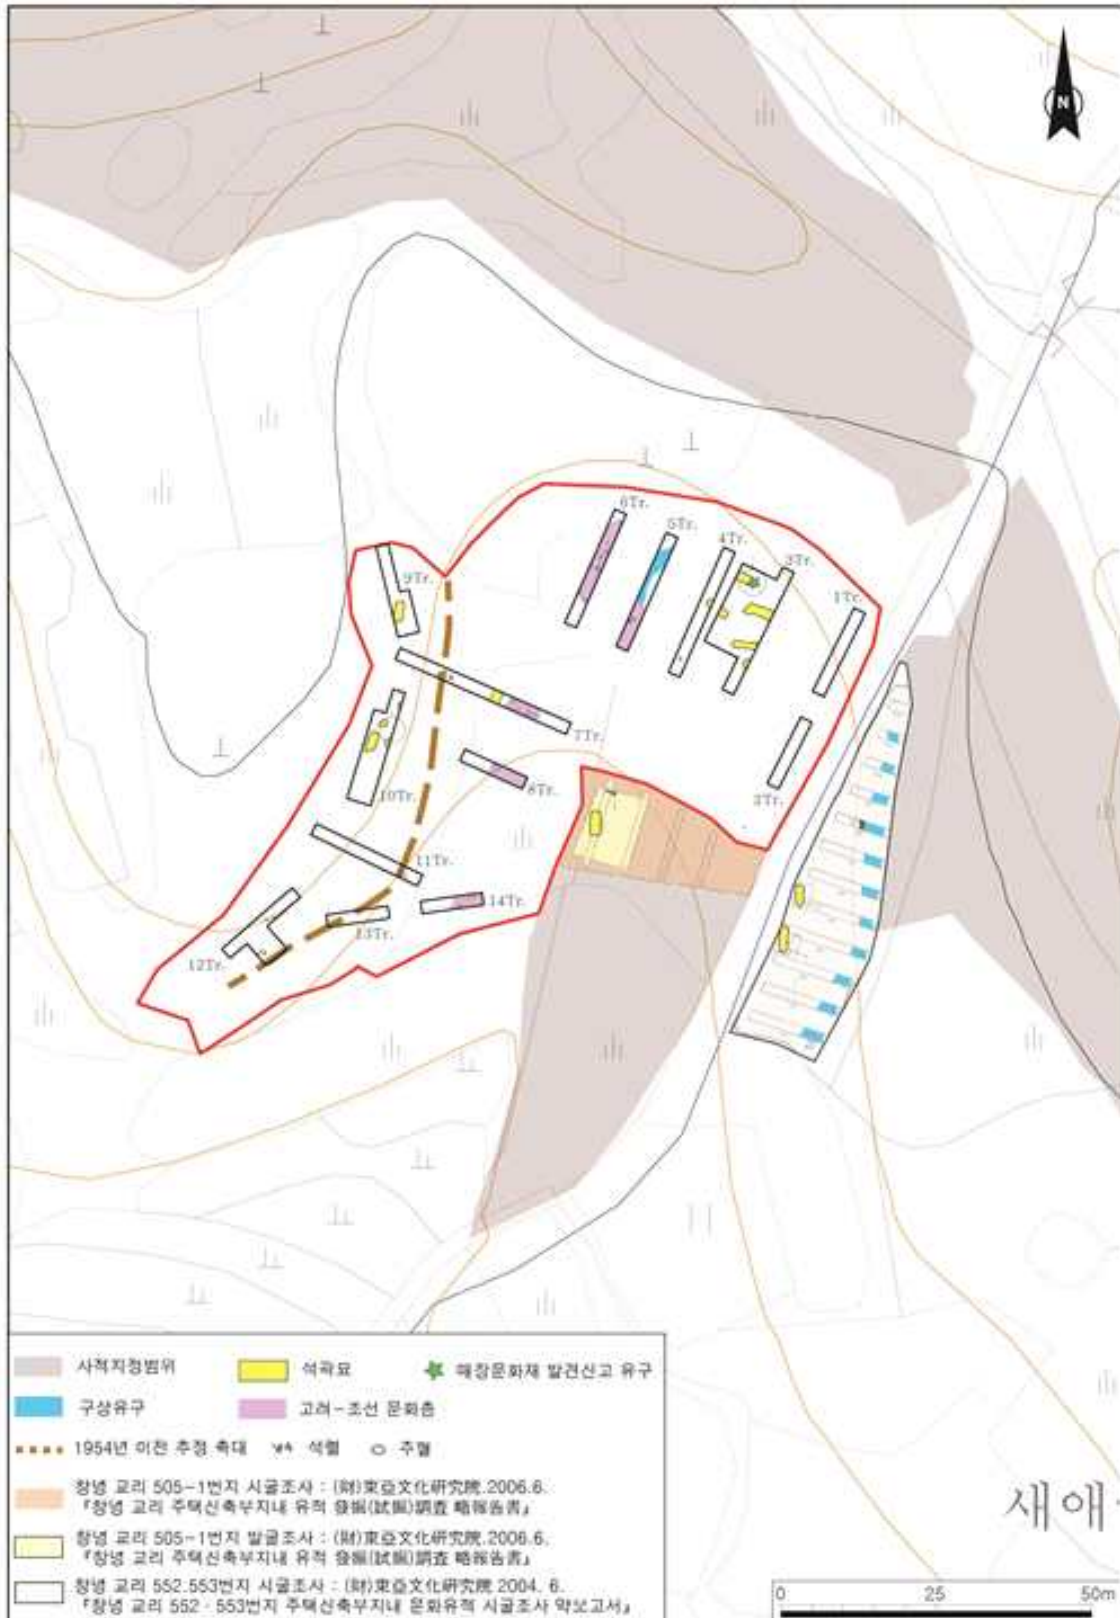 N
6Tr.
5Tr.
4Tr.
3Tr.
1Tr.
9Tr.
7Tr.
8Tr.
2Tr.
10Tr.
11Tr.
14Tr.
13Tr.
12Tr.
사적지정범위 석곽묘 매장문화재 발견신고 유구
구상유구 고려-조선 문화층
1954년 이전 추정 축대 석렬 주혈
창녕 교리 505-1번지 시굴조사 : (財)東亞文化硏究院.2006.6.
『창녕 교리 주택신축부지내 유적 發掘(試掘)調査 略報告書』
창녕 교리 505-1번지 발굴조사 : (財)東亞文化硏究院.2006.6.
『창녕 교리 주택신축부지내 유적 發掘(試掘)調査 略報告書』
창녕 교리 552.553번지 시굴조사 : (財)東亞文化硏究院 2004. 6.
『창녕 교리 552·553번지 주택신축부지내 문화유적 시굴조사 약보고서』
새애
0 25 50m